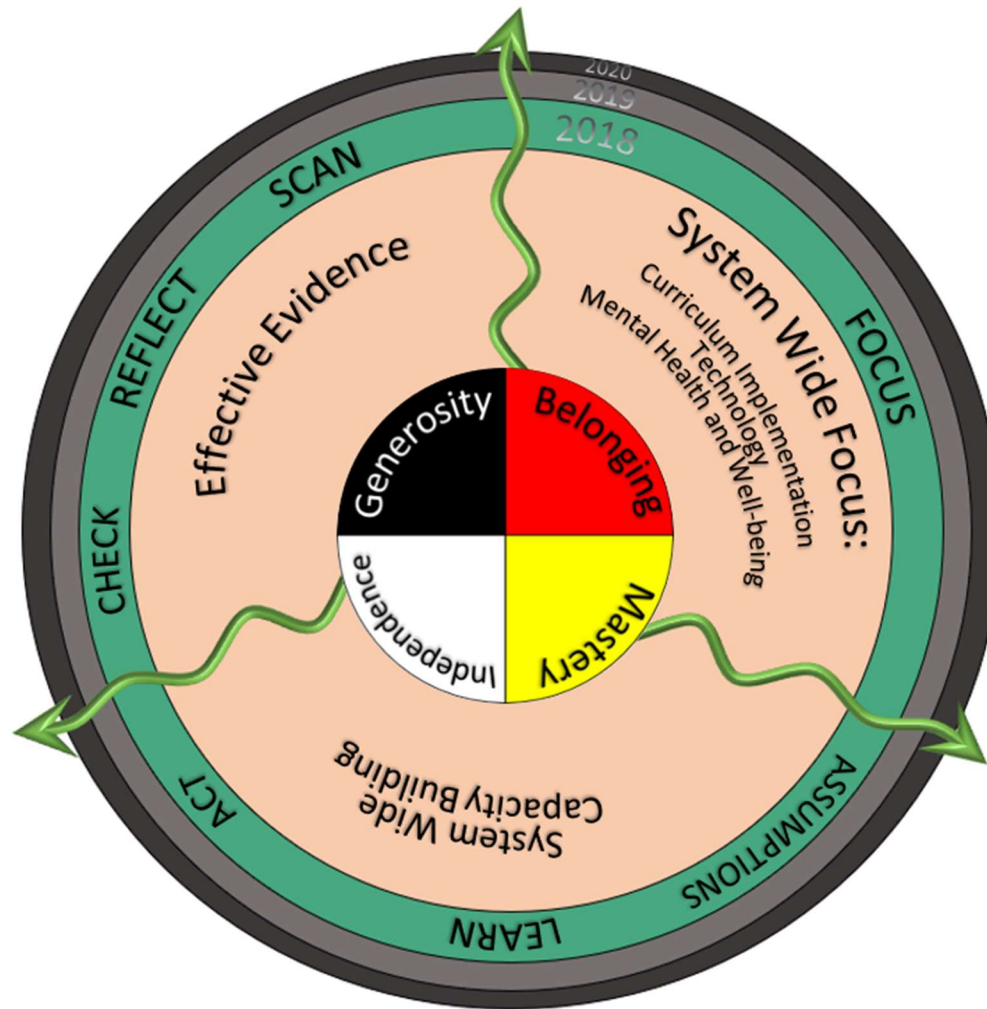 2020
2019
2018
SCAN
FOCUS
ASSUMPTIONS
LEARN
ACT
CHECK
REFLECT
Effective Evidence
System Wide Focus:
Curriculum Implementation
Technology
Mental Health and Well-being
System Wide
Capacity Building
Generosity
Belonging
Mastery
Independence